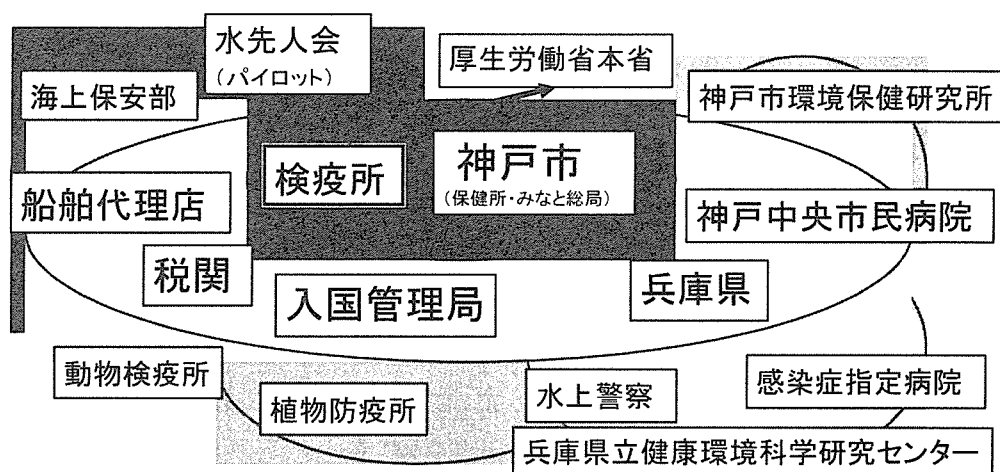 水先人会
（パイロット）
厚生労働省本省
海上保安部
神戸市環境保健研究所
検疫所
神戸市
（保健所・みなと総局）
船舶代理店
神戸中央市民病院
税関
入国管理局
兵庫県
動物検疫所
植物防疫所
水上警察
感染症指定病院
兵庫県立健康環境科学研究センター